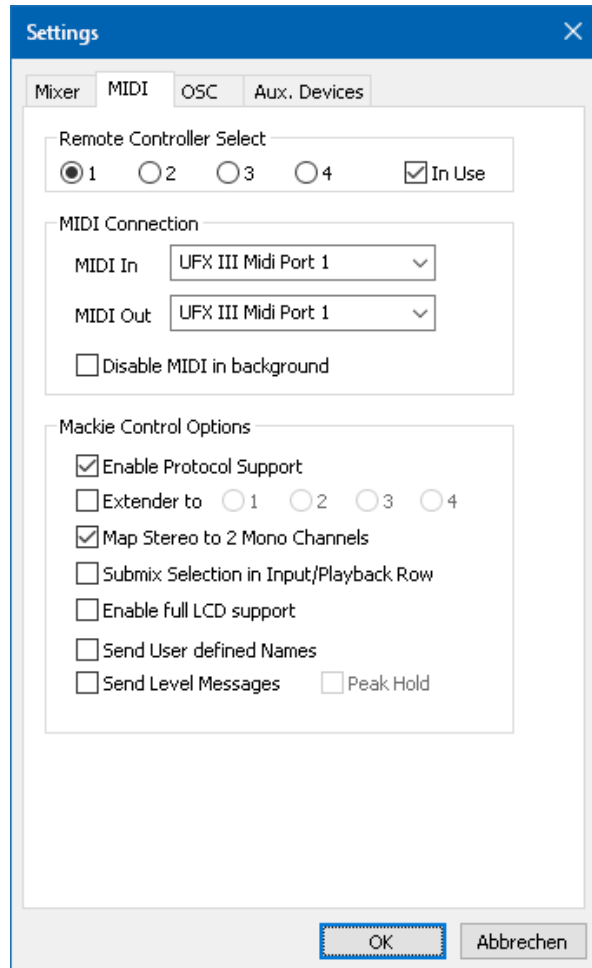 Settings
Mixer MIDI OSC Aux. Devices
Remote Controller Select
1 2 3 4 In Use
MIDI Connection
MIDI In UFX III Midi Port 1
MIDI Out UFX III Midi Port 1
Disable MIDI in background
Mackie Control Options
Enable Protocol Support
Extender to 1 2 3 4
Map Stereo to 2 Mono Channels
Submix Selection in Input/Playback Row
Enable full LCD support
Send User defined Names
Send Level Messages Peak Hold
OK Abbrechen